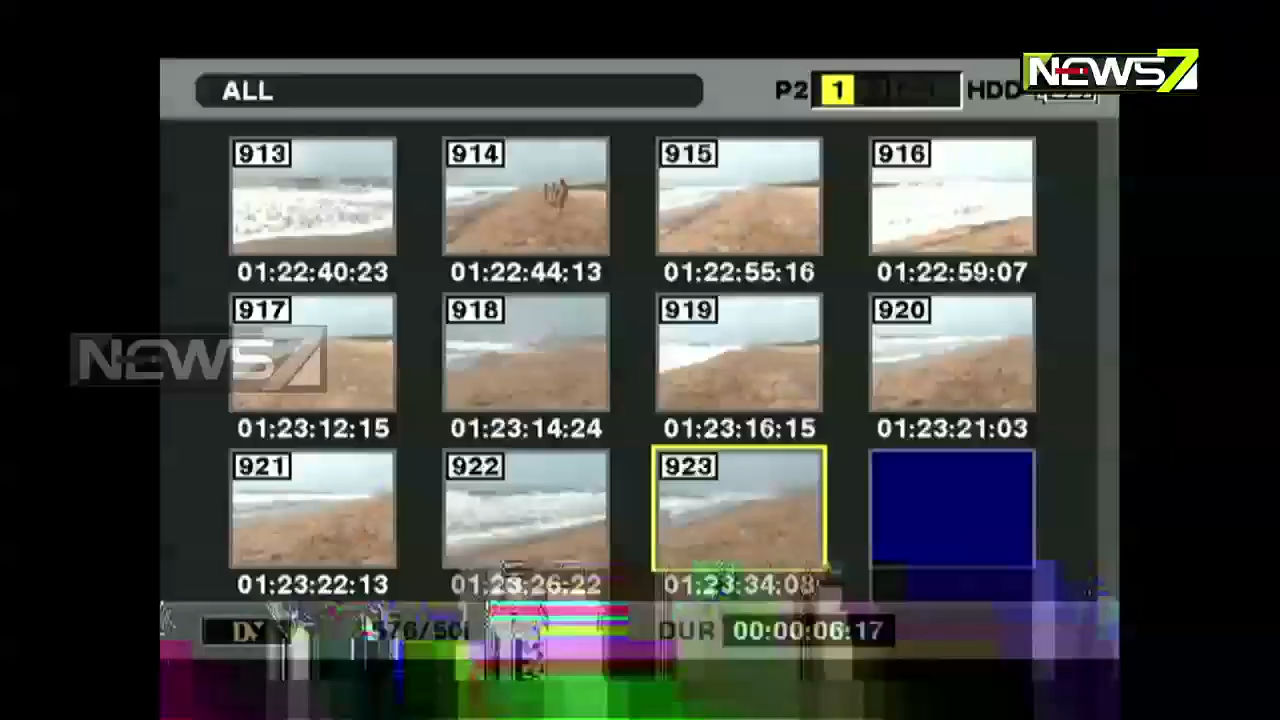 NEWS7
ALL P2 1 HDD
913 914 915 916
01:22:40:23 01:22:44:13 01:22:55:16 01:22:59:07
917 918 919 920
NEWS7
01:23:12:15 01:23:14:24 01:23:16:15 01:23:21:03
921 922 923
01:23:22:13 01:23:26:22 01:23:34:08
DV 576/50i DUR 00:00:06:17